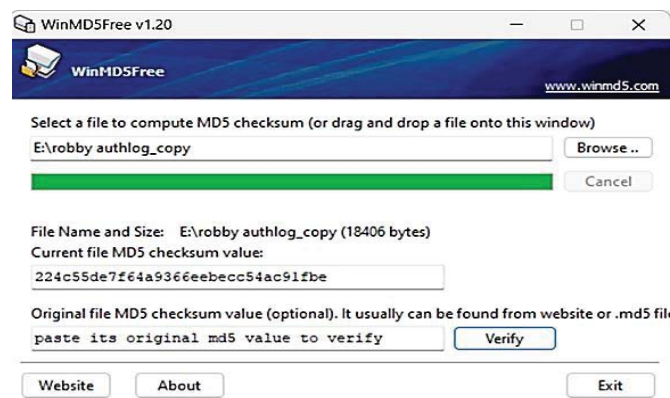 WinMD5Free v1.20
WinMD5Free
www.winmd5.com
Select a file to compute MD5 checksum (or drag and drop a file onto this window)
E:\robby authlog_copy
Browse ..
Cancel
File Name and Size: E:\robby authlog_copy (18406 bytes)
Current file MD5 checksum value:
224c55de7f64a9366eebecc54ac91fbe
Original file MD5 checksum value (optional). It usually can be found from website or .md5 file
paste its original md5 value to verify
Verify
Website
About
Exit